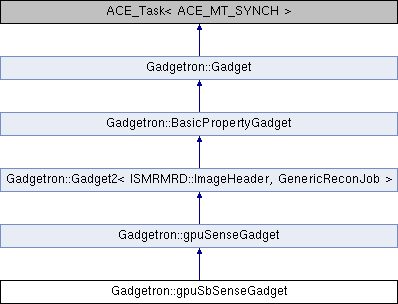 ACE_Task< ACE_MT_SYNCH >
Gadgetron::Gadget
Gadgetron::BasicPropertyGadget
Gadgetron::Gadget2< ISMRMRD::ImageHeader, GenericReconJob >
Gadgetron::gpuSenseGadget
Gadgetron::gpuSbSenseGadget